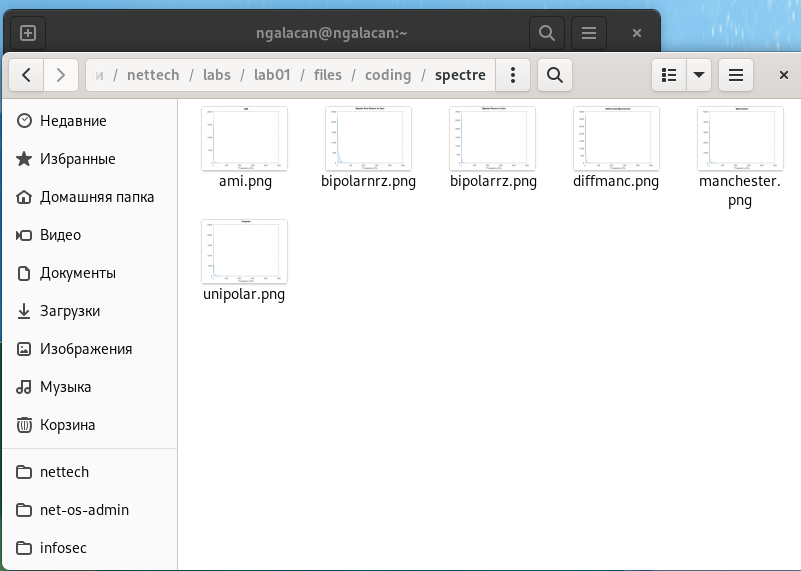 ngalacan@ngalacan:~
и / nettech / labs / lab01 / files / coding / spectre
Недавние
Избранные
Домашняя папка
Видео
Документы
Загрузки
Изображения
Музыка
Корзина
nettech
net-os-admin
infosec
ami.png
bipolarnrz.png
bipolarrz.png
diffmanc.png
manchester.
png
unipolar.png